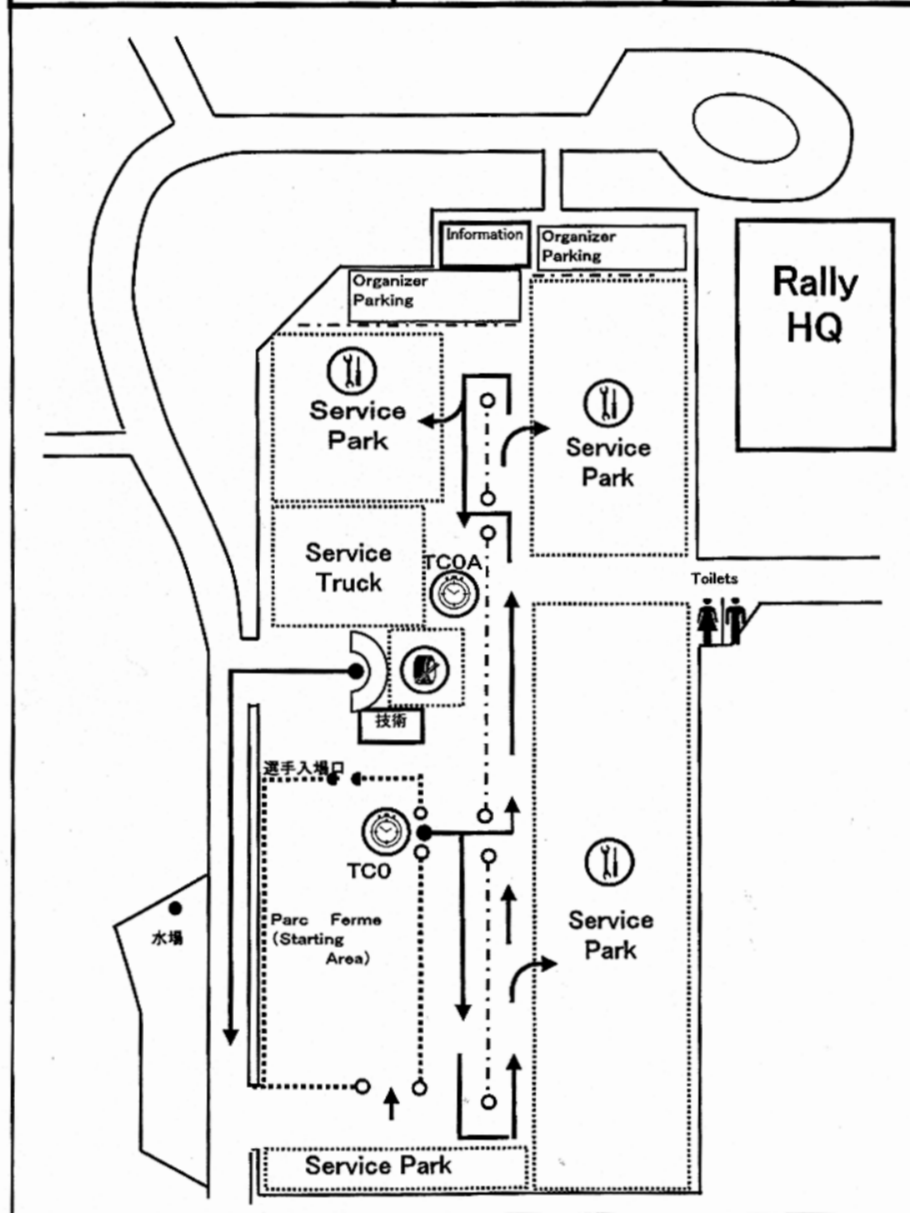 Information
Organizer
Parking
Organizer
Parking
Rally
HQ
Service
Park
Service
Park
Service
Truck
TC0A
Toilets
技術
選手入場口
TC0
水場
Parc Ferme
(Starting
Area)
Service
Park
Service Park